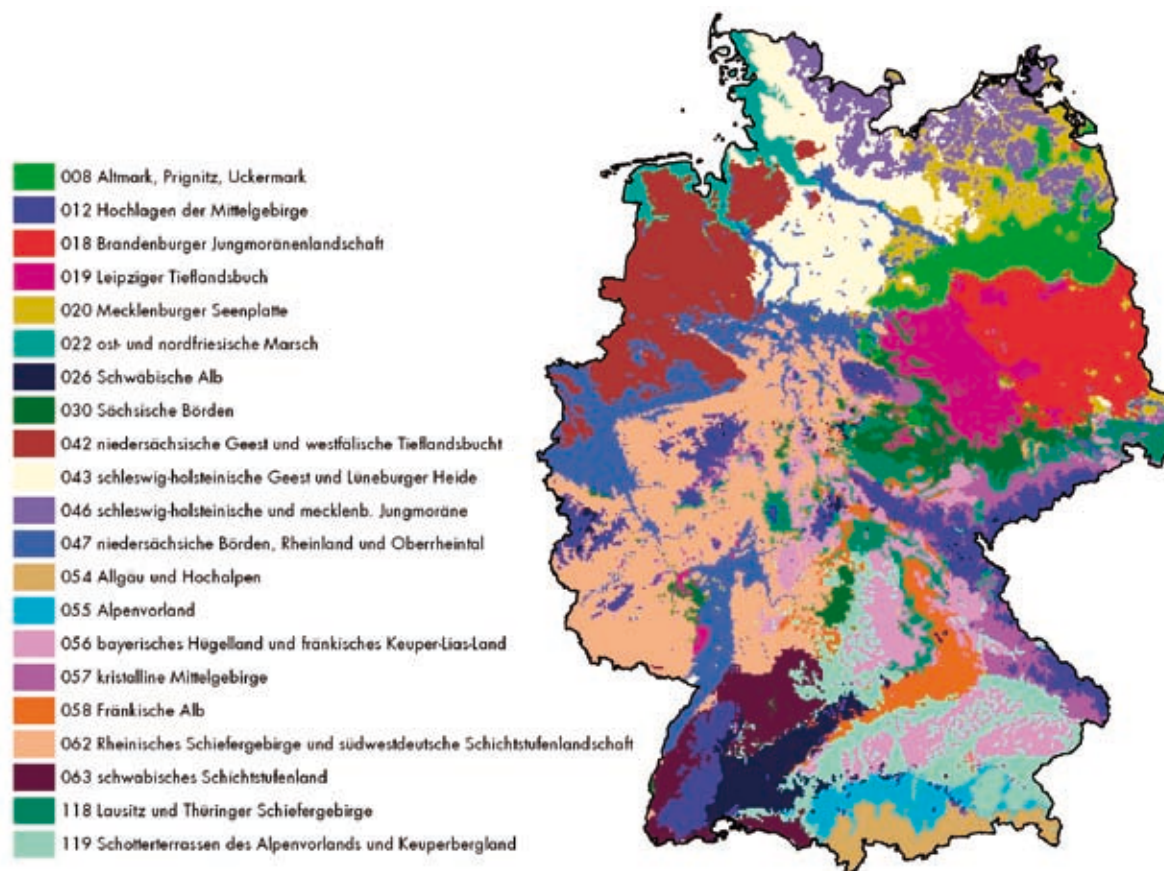 008 Altmark, Prignitz, Uckermark
012 Hochlagen der Mittelgebirge
018 Brandenburger Jungmoränenlandschaft
019 Leipziger Tieflandsbuch
020 Mecklenburger Seenplatte
022 ost- und nordfriesische Marsch
026 Schwäbische Alb
030 Sächsische Börden
042 niedersächsische Geest und westfälische Tieflandsbucht
043 schleswig-holsteinische Geest und Lüneburger Heide
046 schleswig-holsteinische und mecklenb. Jungmoräne
047 niedersächsiche Börden, Rheinland und Oberrheintal
054 Allgäu und Hochalpen
055 Alpenvorland
056 bayerisches Hügelland und fränkisches Keuper-Lias-Land
057 kristalline Mittelgebirge
058 Fränkische Alb
062 Rheinisches Schiefergebirge und südwestdeutsche Schichtstufenlandschaft
063 schwäbisches Schichtstufenland
118 Lausitz und Thüringer Schiefergebirge
119 Schotterterrassen des Alpenvorlands und Keuperbergland